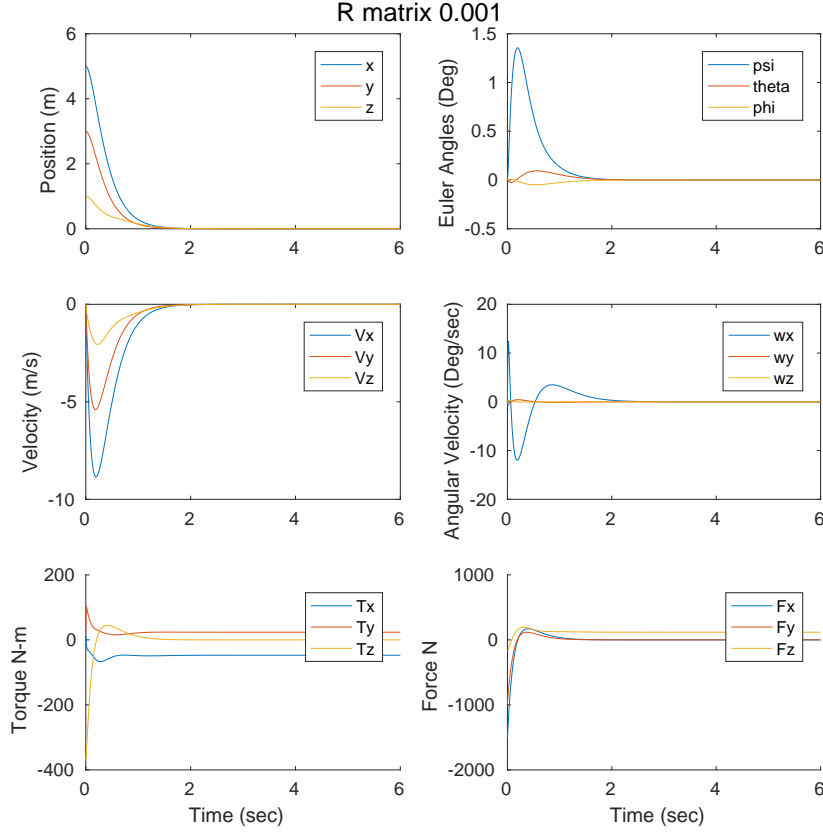 R matrix 0.001
Position (m)
6
4
2
0
0
2
4
6
x
y
z
Euler Angles (Deg)
1.5
1
0.5
0
-0.5
0
2
4
6
psi
theta
phi
Velocity (m/s)
0
-5
-10
0
2
4
6
Vx
Vy
Vz
Angular Velocity (Deg/sec)
20
10
0
-10
-20
0
2
4
6
wx
wy
wz
Torque N-m
200
0
-200
-400
0
2
4
6
Time (sec)
Tx
Ty
Tz
Force N
1000
0
-1000
-2000
0
2
4
6
Time (sec)
Fx
Fy
Fz